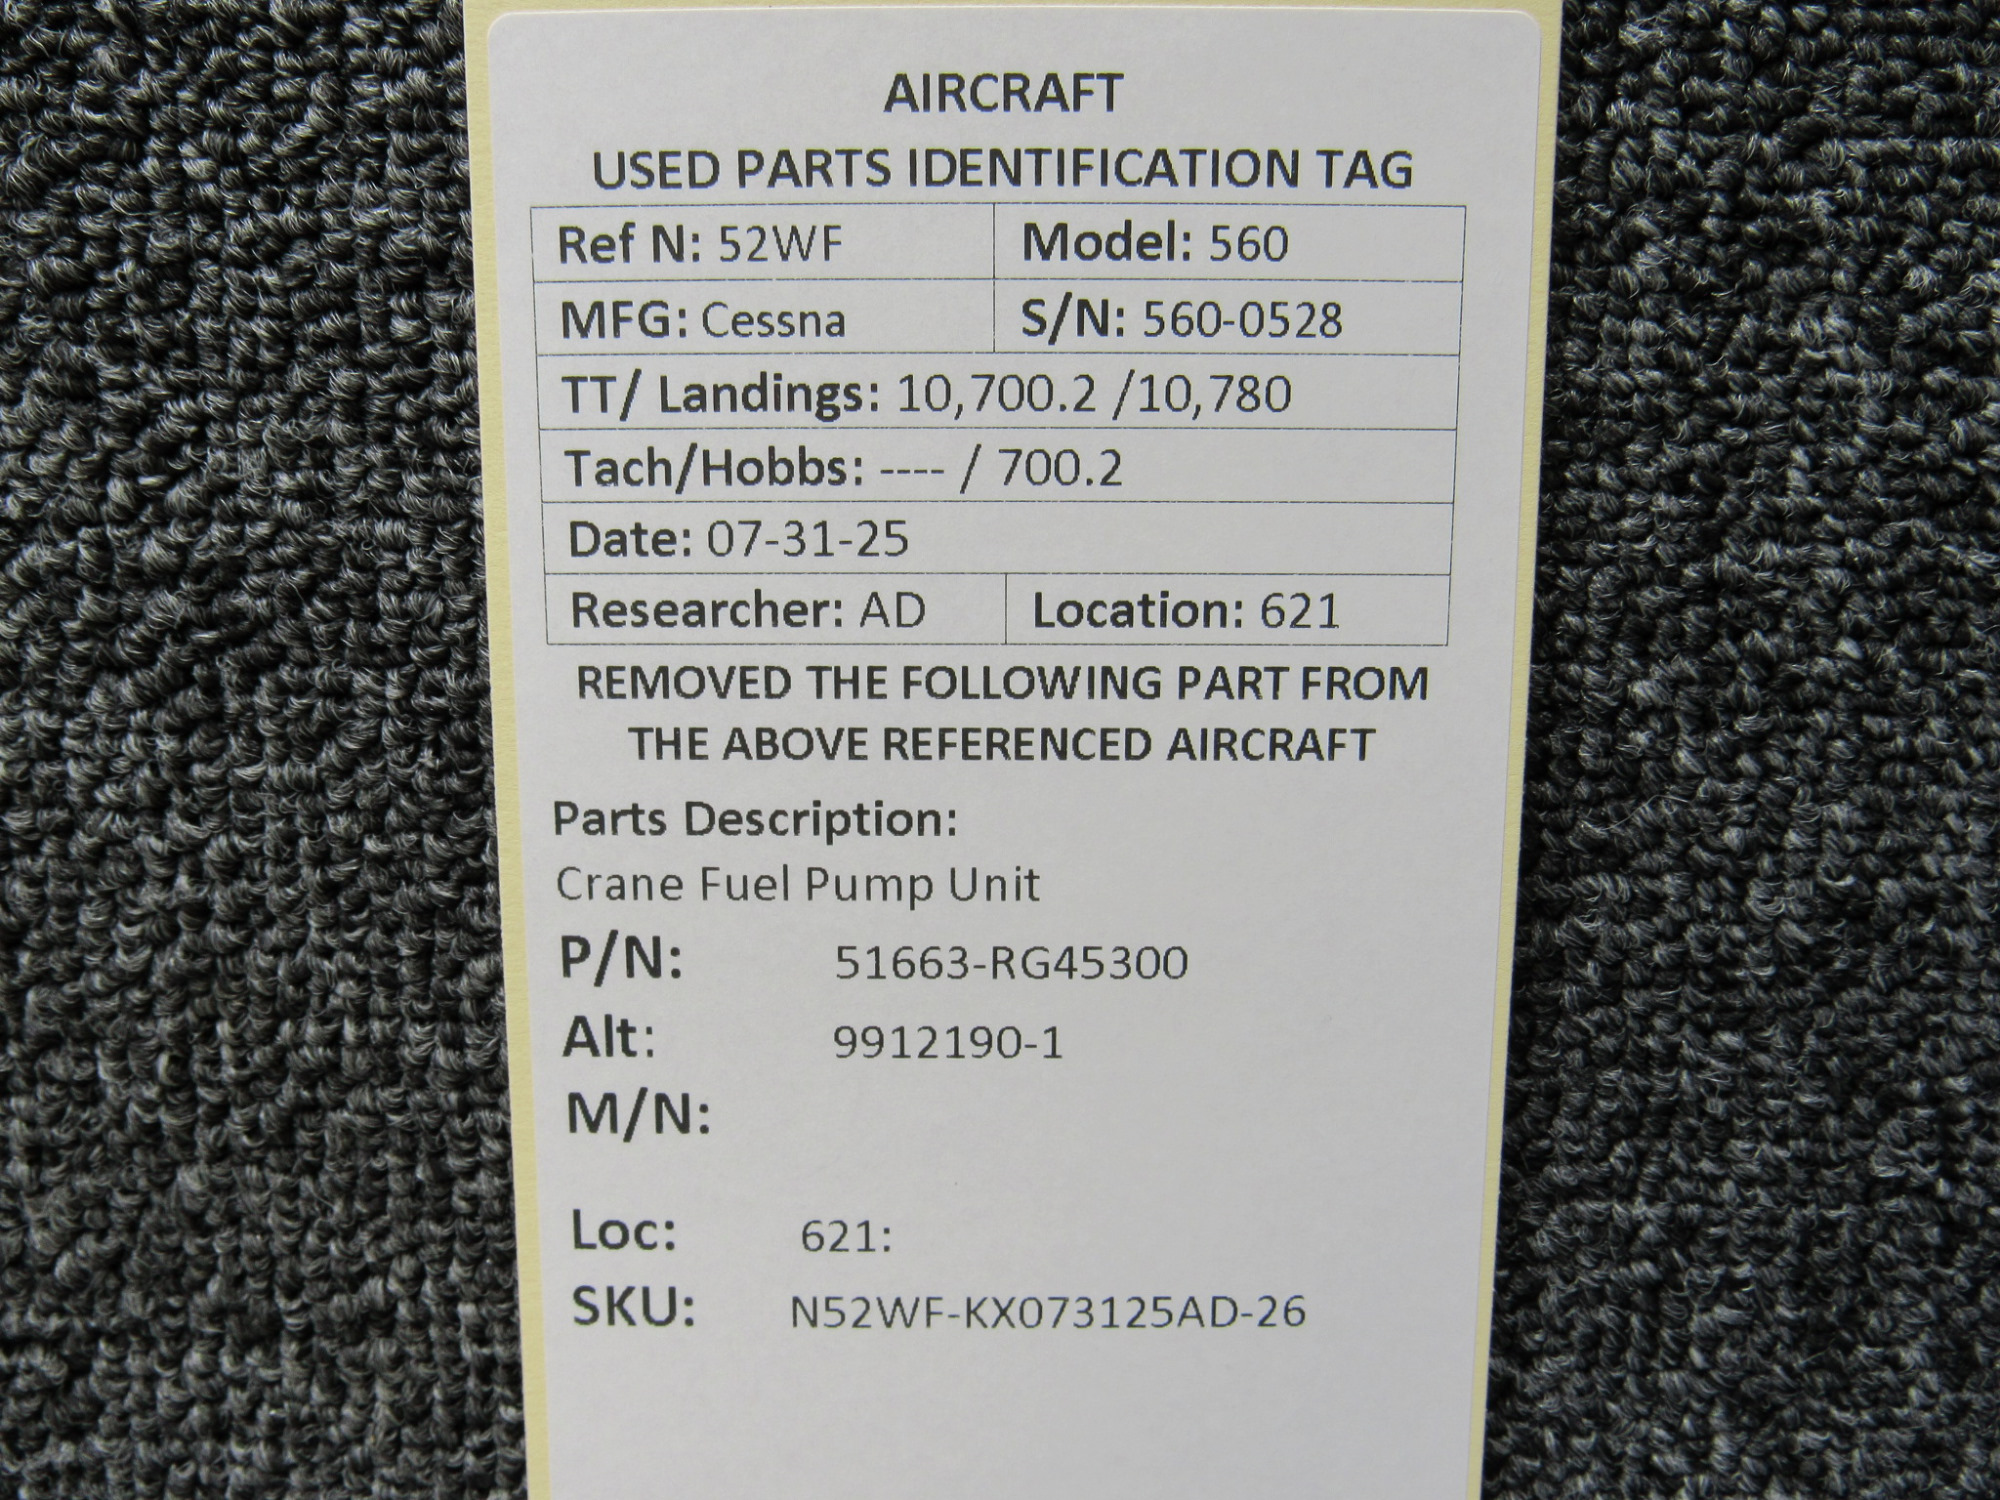 AIRCRAFT
USED PARTS IDENTIFICATION TAG
Ref N: 52WF Model: 560
MFG: Cessna S/N: 560-0528
TT/ Landings: 10,700.2 /10,780
Tach/Hobbs: ---- / 700.2
Date: 07-31-25
Researcher: AD Location: 621
REMOVED THE FOLLOWING PART FROM
THE ABOVE REFERENCED AIRCRAFT
Parts Description:
Crane Fuel Pump Unit
P/N: 51663-RG45300
Alt: 9912190-1
M/N:
Loc: 621:
SKU: N52WF-KX073125AD-26